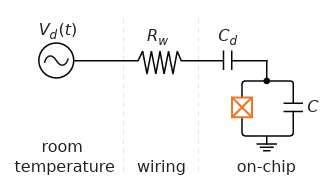 V_d(t)
R_w
C_d
C
room
temperature
wiring
on-chip